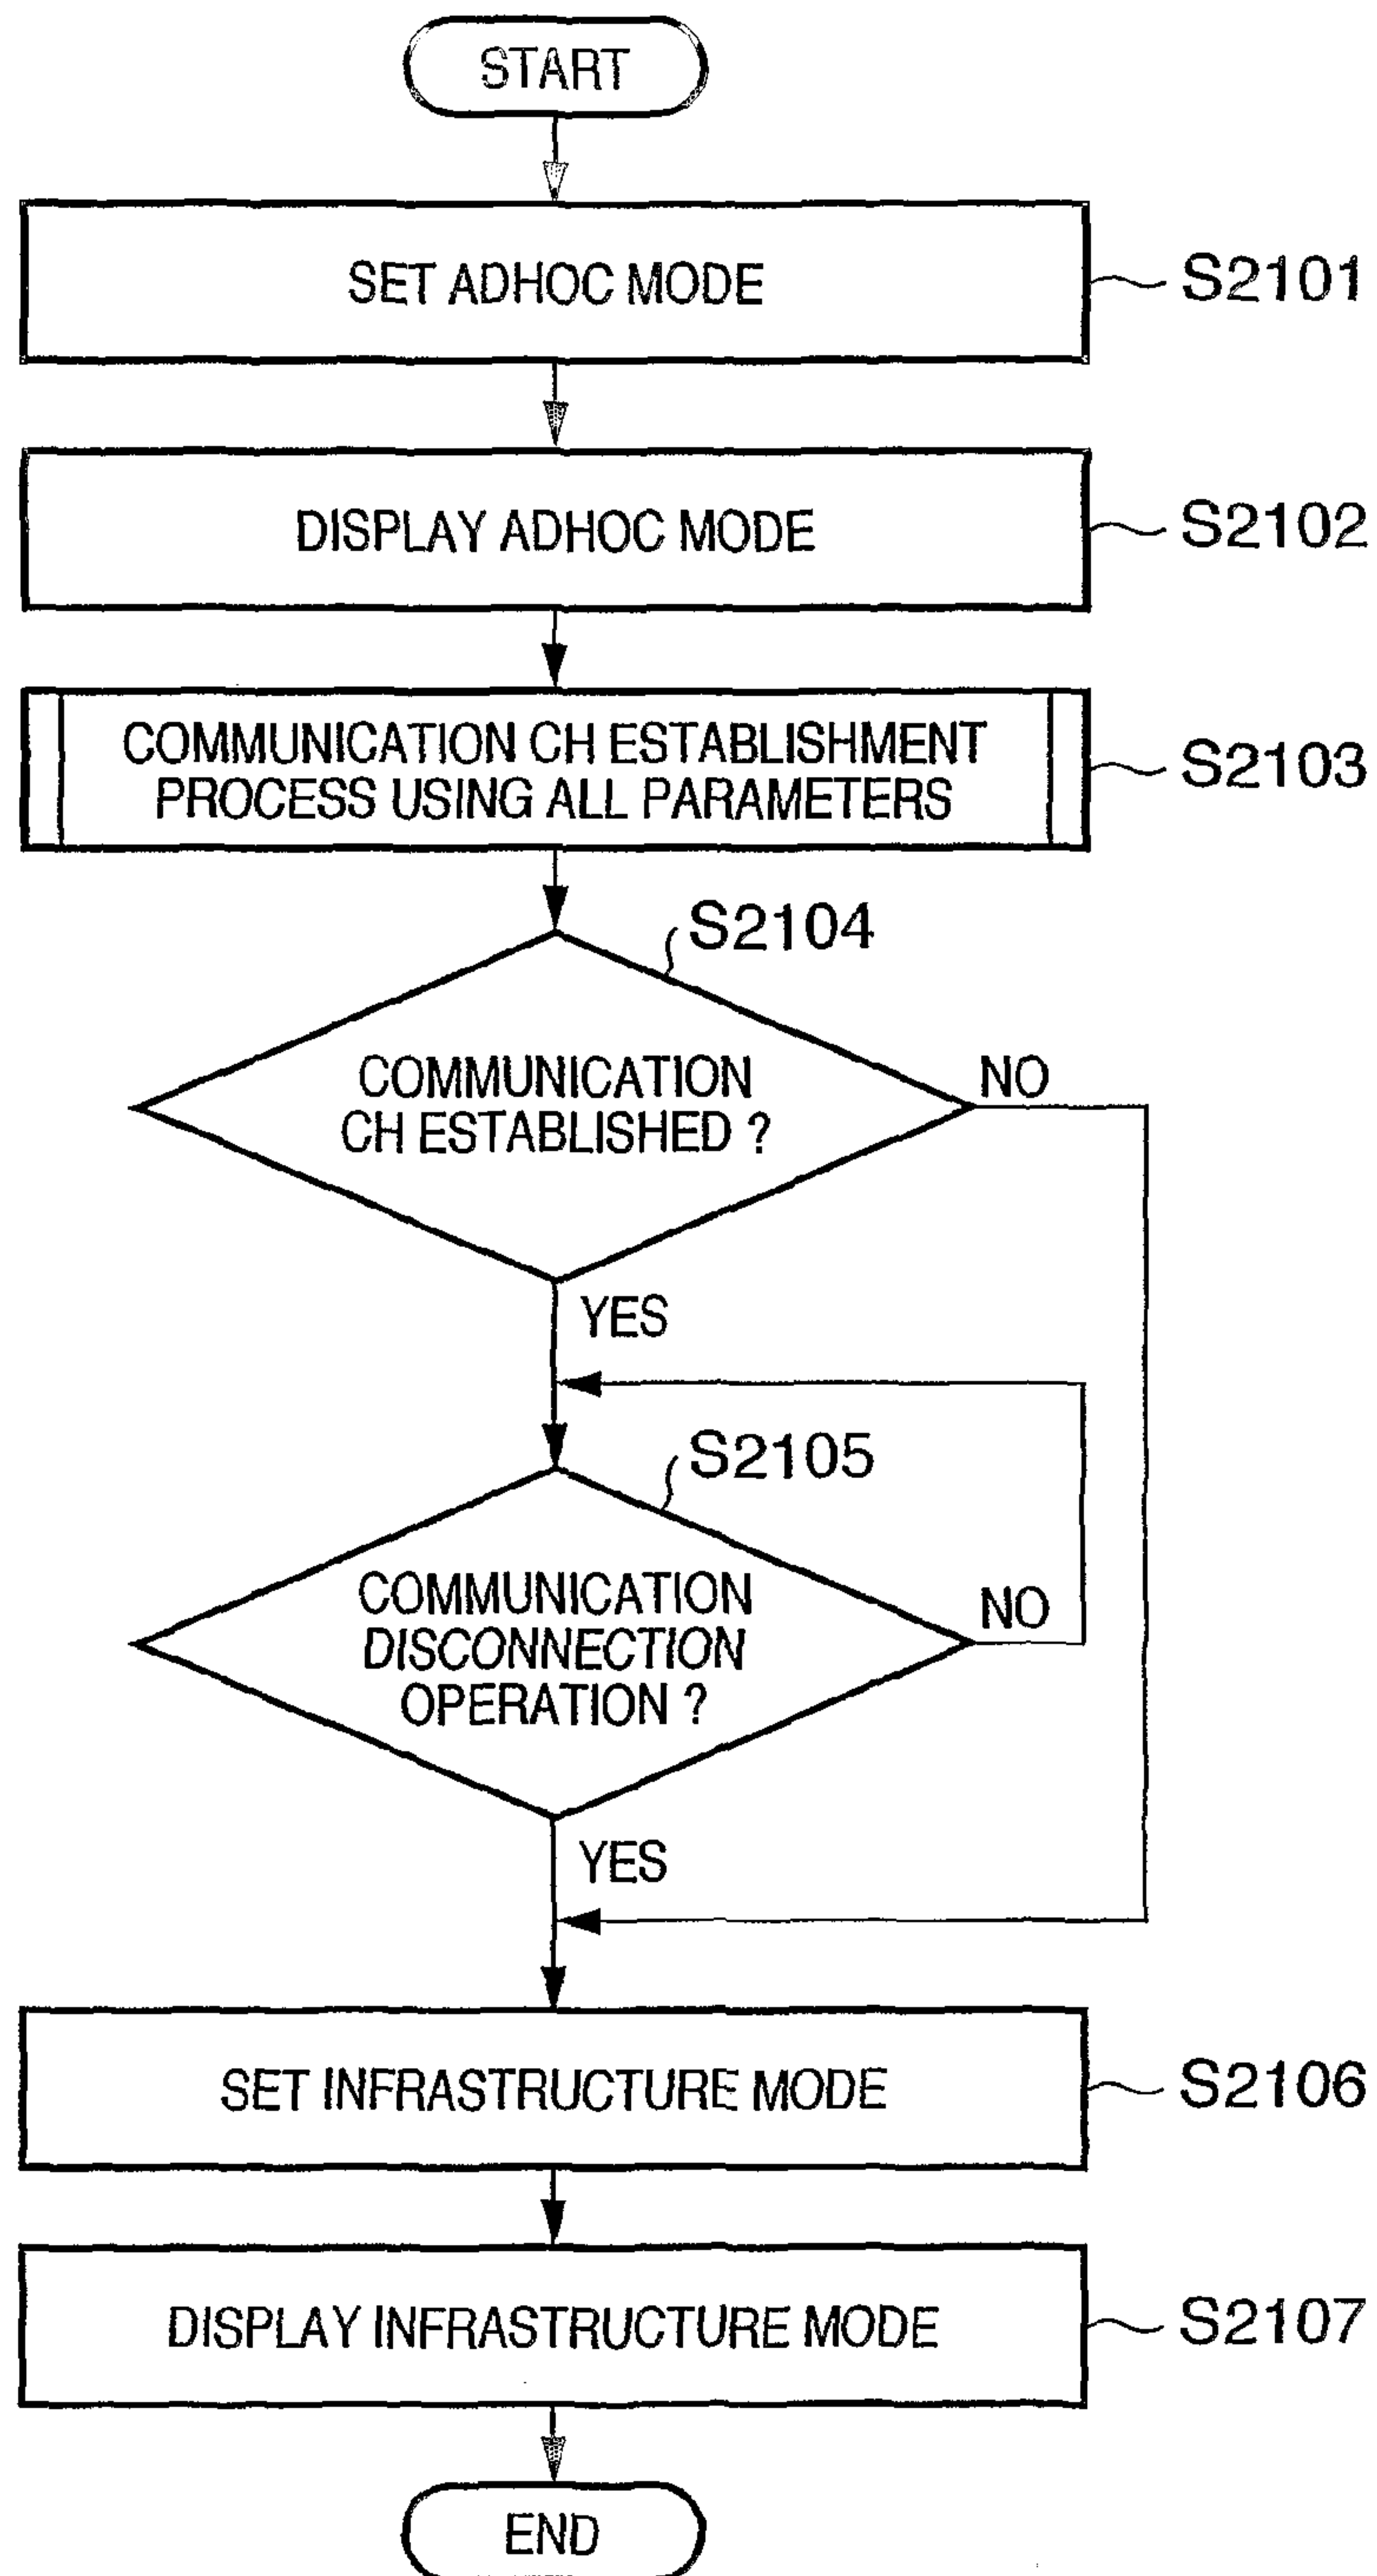 START
SET ADHOC MODE
S2101
DISPLAY ADHOC MODE
S2102
COMMUNICATION CH ESTABLISHMENT
PROCESS USING ALL PARAMETERS
S2103
S2104
COMMUNICATION
CH ESTABLISHED ?
NO
YES
S2105
COMMUNICATION
DISCONNECTION
OPERATION ?
NO
YES
SET INFRASTRUCTURE MODE
S2106
DISPLAY INFRASTRUCTURE MODE
S2107
END